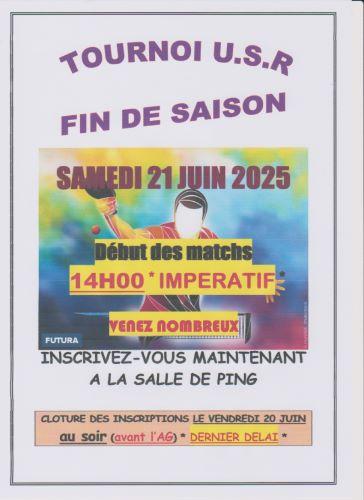 TOURNOI U.S.R
FIN DE SAISON
SAMEDI 21 JUIN 2025
Début des matchs
14H00 * IMPERATIF *
VENEZ NOMBREUX
FUTURA
INSCRIVEZ-VOUS MAINTENANT
A LA SALLE DE PING
CLOTURE DES INSCRIPTIONS LE VENDREDI 20 JUIN
au soir (avant l'AG) * DERNIER DELAI *